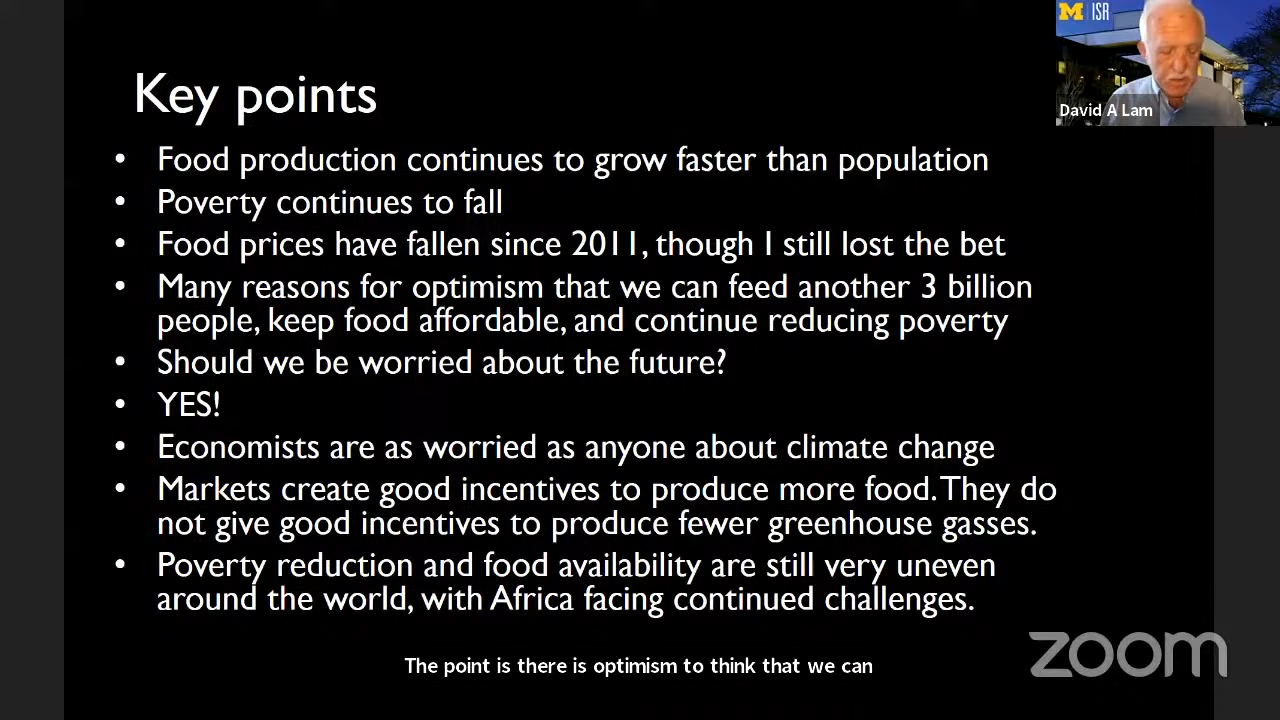 M | ISR
David A Lam
Key points
• Food production continues to grow faster than population
• Poverty continues to fall
• Food prices have fallen since 2011, though I still lost the bet
• Many reasons for optimism that we can feed another 3 billion
people, keep food affordable, and continue reducing poverty
• Should we be worried about the future?
• YES!
• Economists are as worried as anyone about climate change
• Markets create good incentives to produce more food. They do
not give good incentives to produce fewer greenhouse gasses.
• Poverty reduction and food availability are still very uneven
around the world, with Africa facing continued challenges.
zoom
The point is there is optimism to think that we can